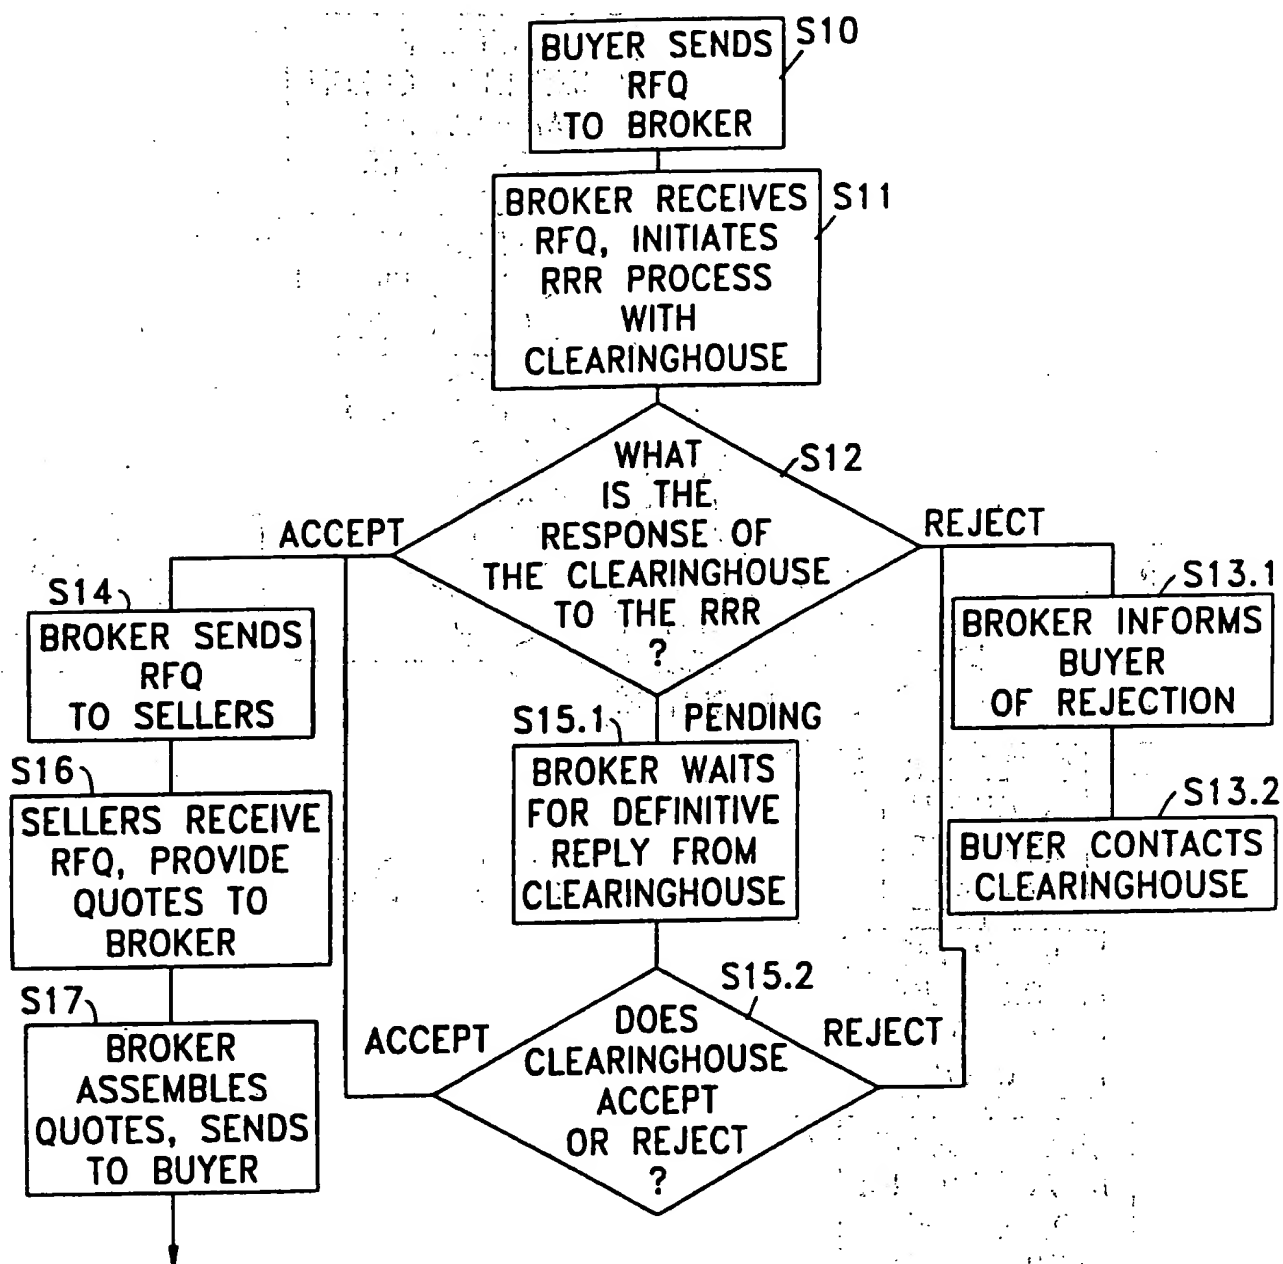 S10
BUYER SENDS
RFQ
TO BROKER
S11
BROKER RECEIVES
RFQ, INITIATES
RRR PROCESS
WITH
CLEARINGHOUSE
S12
WHAT
IS THE
RESPONSE OF
THE CLEARINGHOUSE
TO THE RRR
?
ACCEPT
REJECT
PENDING
S14
BROKER SENDS
RFQ
TO SELLERS
S13.1
BROKER INFORMS
BUYER
OF REJECTION
S16
SELLERS RECEIVE
RFQ, PROVIDE
QUOTES TO
BROKER
S15.1
BROKER WAITS
FOR DEFINITIVE
REPLY FROM
CLEARINGHOUSE
S13.2
BUYER CONTACTS
CLEARINGHOUSE
S17
BROKER
ASSEMBLES
QUOTES, SENDS
TO BUYER
S15.2
DOES
CLEARINGHOUSE
ACCEPT
OR REJECT
?
ACCEPT
REJECT